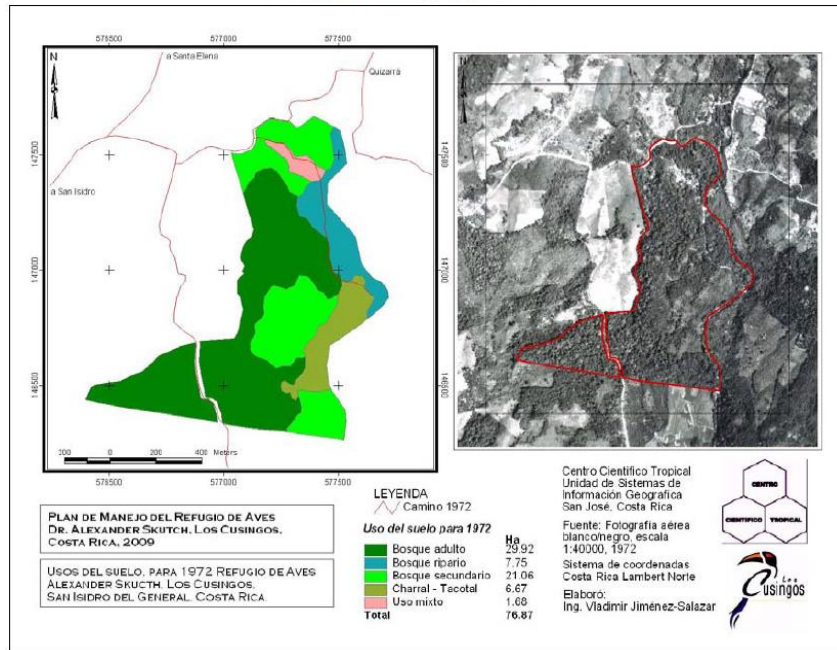 576500
577000
577500
N
a Santa Elena
Quizarrá
147500
a San Isidro
147000
146500
200 0 200 400 Meters
576500
577000
577500
147500
147000
146500
N
PLAN DE MANEJO DEL REFUGIO DE AVES
DR. ALEXANDER SKUTCH, LOS CUSINGOS.
COSTA RICA, 2009
USOS DEL SUELO, PARA 1972 REFUGIO DE AVES
ALEXANDER SKUCTH. LOS CUSINGOS.
SAN ISIDRO DEL GENERAL. COSTA RICA.
LEYENDA
Camino 1972
Uso del suelo para 1972
Ha
Bosque adulto 29.92
Bosque ripario 7.75
Bosque secundario 21.06
Charral - Tacotal 6.67
Uso mixto 1.68
Total 76.87
Centro Científico Tropical
Unidad de Sistemas de
Información Geografica
San José, Costa Rica
Fuente: Fotografía aérea
blanco/negro, escala
1:40000, 1972
Sistema de coordenadas
Costa Rica Lambert Norte
Elaboró:
Ing. Vladimir Jiménez-Salazar
CENTRO
CIENTIFICO TROPICAL
Los
Cusingos